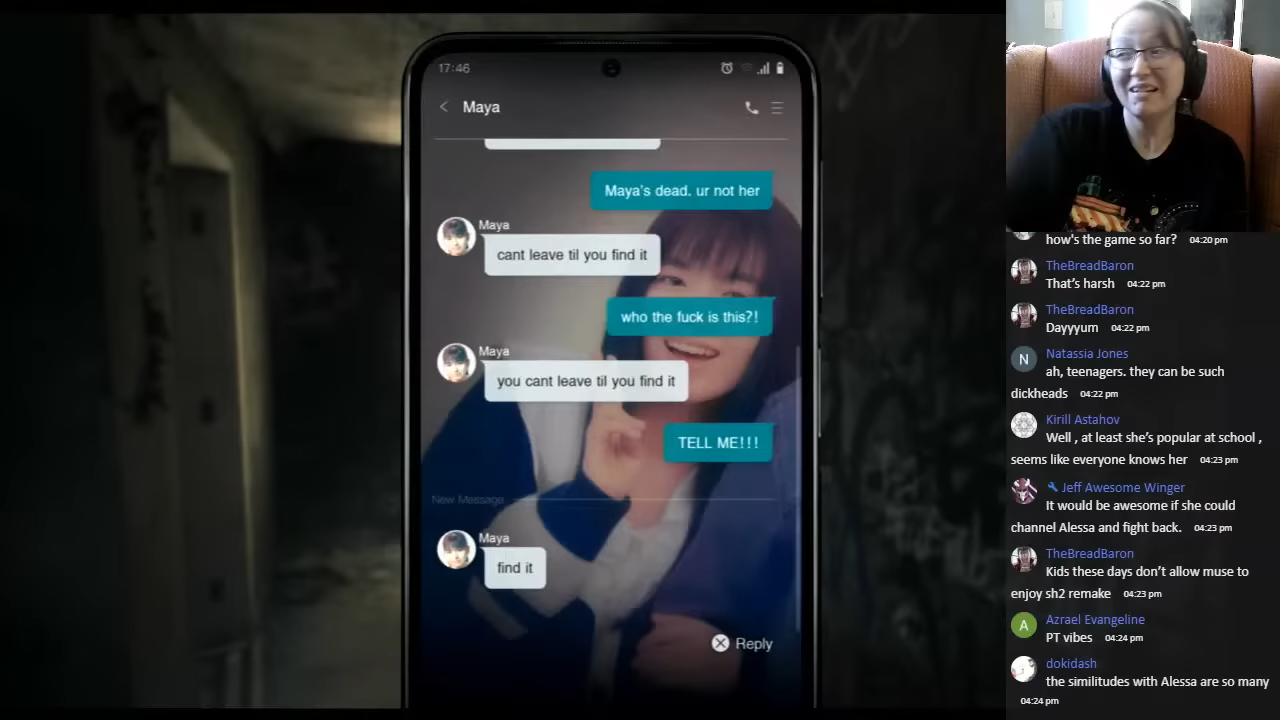 17:46
Maya
Maya's dead. ur not her
Maya
cant leave til you find it
who the fuck is this?!
Maya
you cant leave til you find it
TELL ME!!!
New Message
Maya
find it
Reply
how's the game so far? 04:20 pm
TheBreadBaron
That's harsh 04:22 pm
TheBreadBaron
Dayyyum 04:22 pm
N Natassia Jones
ah, teenagers. they can be such
dickheads 04:22 pm
Kirill Astahov
Well , at least she's popular at school ,
seems like everyone knows her 04:23 pm
Jeff Awesome Winger
It would be awesome if she could
channel Alessa and fight back. 04:23 pm
TheBreadBaron
Kids these days don't allow muse to
enjoy sh2 remake 04:23 pm
A Azrael Evangeline
PT vibes 04:24 pm
dokidash
the similitudes with Alessa are so many
04:24 pm